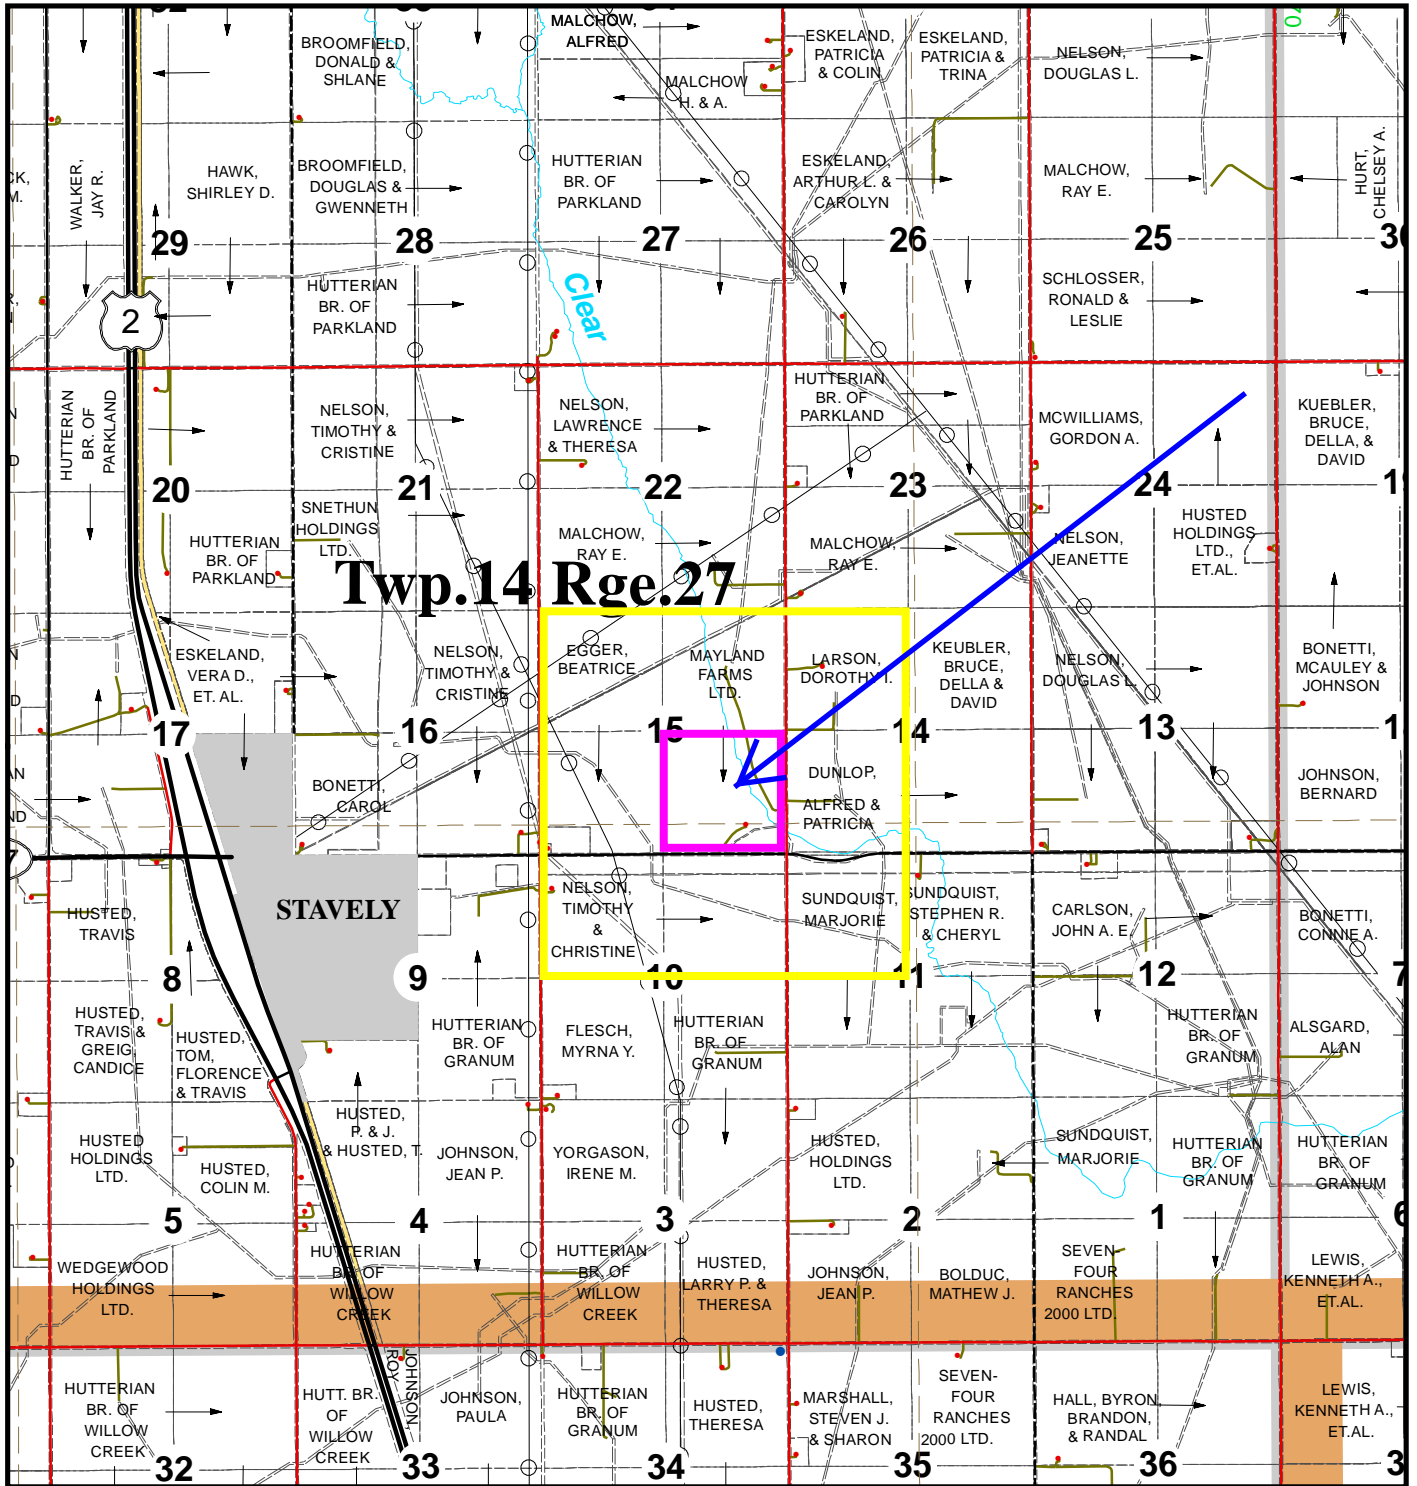 MALCHOW,
ALFRED
BROOMFIELD,
DONALD &
SHLANE
ESKELAND,
PATRICIA
& COLIN
ESKELAND,
PATRICIA &
TRINA
NELSON,
DOUGLAS L.
MALCHOW
H. & A.
WALKER,
JAY R.
HAWK,
SHIRLEY D.
BROOMFIELD,
DOUGLAS &
GWENNETH
HUTTERIAN
BR. OF
PARKLAND
ESKELAND,
ARTHUR L. &
CAROLYN
MALCHOW,
RAY E.
HURT,
CHELSEY A.
29
28
27
26
25
30
HUTTERIAN
BR. OF
PARKLAND
Clear
SCHLOSSER,
RONALD &
LESLIE
2
HUTTERIAN
BR. OF
PARKLAND
NELSON,
TIMOTHY &
CRISTINE
NELSON,
LAWRENCE
& THERESA
HUTTERIAN
BR. OF
PARKLAND
MCWILLIAMS,
GORDON A.
KUEBLER,
BRUCE,
DELLA, &
DAVID
20
21
22
23
24
19
HUTTERIAN
BR. OF
PARKLAND
SNETHUN
HOLDINGS
LTD.
MALCHOW,
RAY E.
MALCHOW,
RAY E.
NELSON,
JEANETTE
HUSTED
HOLDINGS
LTD.,
ET.AL.
Twp.14 Rge.27
ESKELAND,
VERA D.,
ET. AL.
NELSON,
TIMOTHY &
CRISTINE
EGGER,
BEATRICE
MAYLAND
FARMS
LTD.
LARSON,
DOROTHY I.
KEUBLER,
BRUCE,
DELLA &
DAVID
NELSON,
DOUGLAS L.
BONETTI,
MCAULEY &
JOHNSON
17
16
15
14
13
BONETTI,
CAROL
DUNLOP,
ALFRED &
PATRICIA
JOHNSON,
BERNARD
STAVELY
HUSTED,
TRAVIS
NELSON,
TIMOTHY
&
CHRISTINE
SUNDQUIST,
MARJORIE
SUNDQUIST,
STEPHEN R.
& CHERYL
CARLSON,
JOHN A. E.
BONETTI,
CONNIE A.
8
9
10
11
12
7
HUSTED,
TRAVIS &
GREIG,
CANDICE
HUSTED,
TOM,
FLORENCE
& TRAVIS
HUTTERIAN
BR. OF
GRANUM
FLESCH,
MYRNA Y.
HUTTERIAN
BR. OF
GRANUM
HUTTERIAN
BR. OF
GRANUM
ALSGARD,
ALAN
HUSTED
HOLDINGS
LTD.
HUSTED,
COLIN M.
HUSTED,
P. & J.
& HUSTED, T.
JOHNSON,
JEAN P.
YORGASON,
IRENE M.
HUSTED,
HOLDINGS
LTD.
SUNDQUIST,
MARJORIE
HUTTERIAN
BR. OF
GRANUM
HUTTERIAN
BR. OF
GRANUM
5
4
3
2
1
6
WEDGEWOOD
HOLDINGS
LTD.
HUTTERIAN
BR. OF
WILLOW
CREEK
HUTTERIAN
BR. OF
WILLOW
CREEK
HUSTED,
LARRY P. &
THERESA
JOHNSON,
JEAN P.
BOLDUC,
MATHEW J.
SEVEN-
FOUR
RANCHES
2000 LTD.
LEWIS,
KENNETH A.,
ET.AL.
HUTTERIAN
BR. OF
WILLOW
CREEK
HUTT. BR.
OF
WILLOW
CREEK
JOHNSON,
ROY
JOHNSON,
PAULA
HUTTERIAN
BR. OF
GRANUM
HUSTED,
THERESA
MARSHALL,
STEVEN J.
& SHARON
SEVEN-
FOUR
RANCHES
2000 LTD.
HALL, BYRON,
BRANDON,
& RANDAL
LEWIS,
KENNETH A.,
ET.AL.
32
33
34
35
36